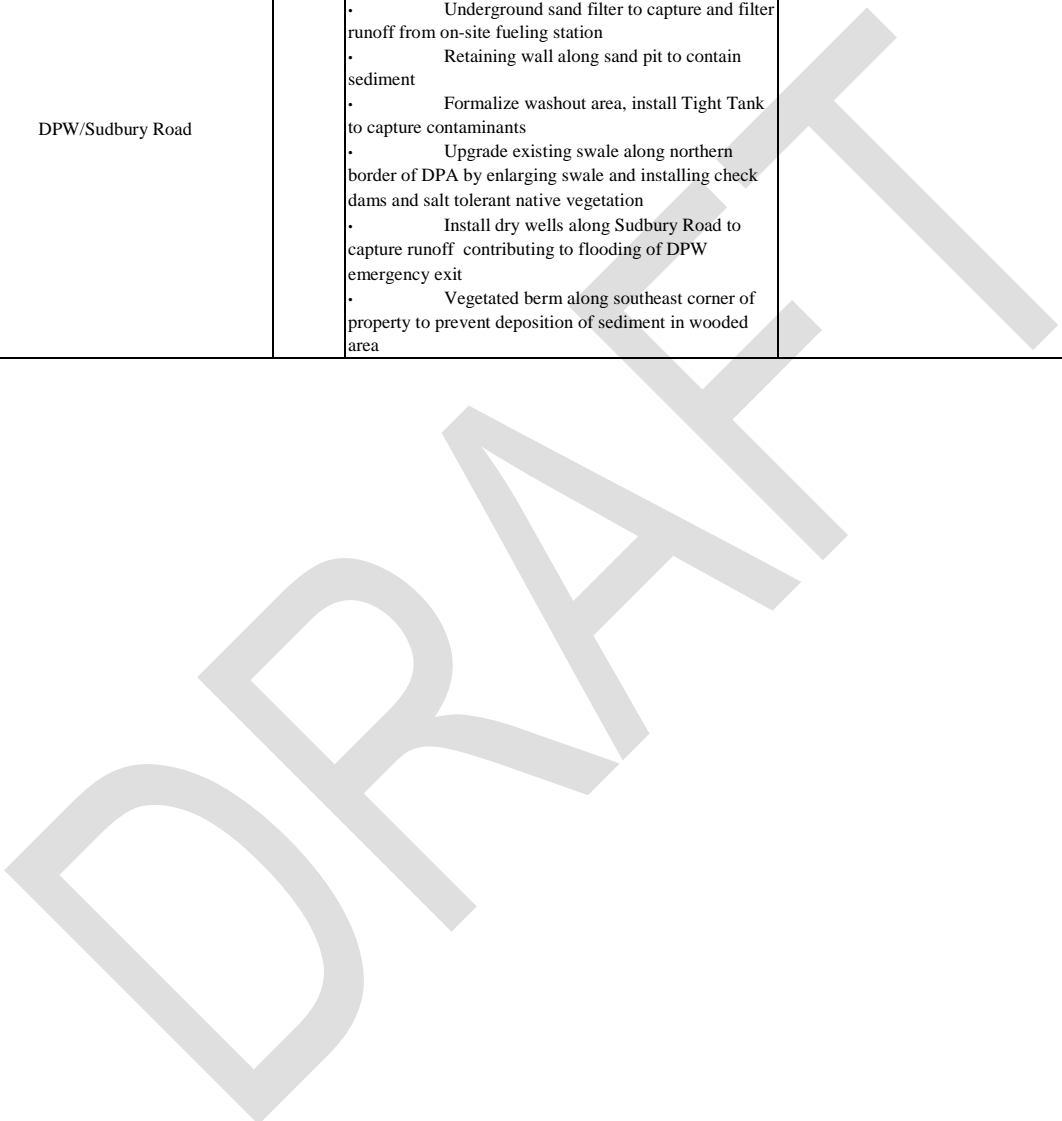 • Underground sand filter to capture and filter
runoff from on-site fueling station
• Retaining wall along sand pit to contain
sediment
• Formalize washout area, install Tight Tank
to capture contaminants
DPW/Sudbury Road
• Upgrade existing swale along northern
border of DPA by enlarging swale and installing check
dams and salt tolerant native vegetation
• Install dry wells along Sudbury Road to
capture runoff contributing to flooding of DPW
emergency exit
• Vegetated berm along southeast corner of
property to prevent deposition of sediment in wooded
area
DRAFT